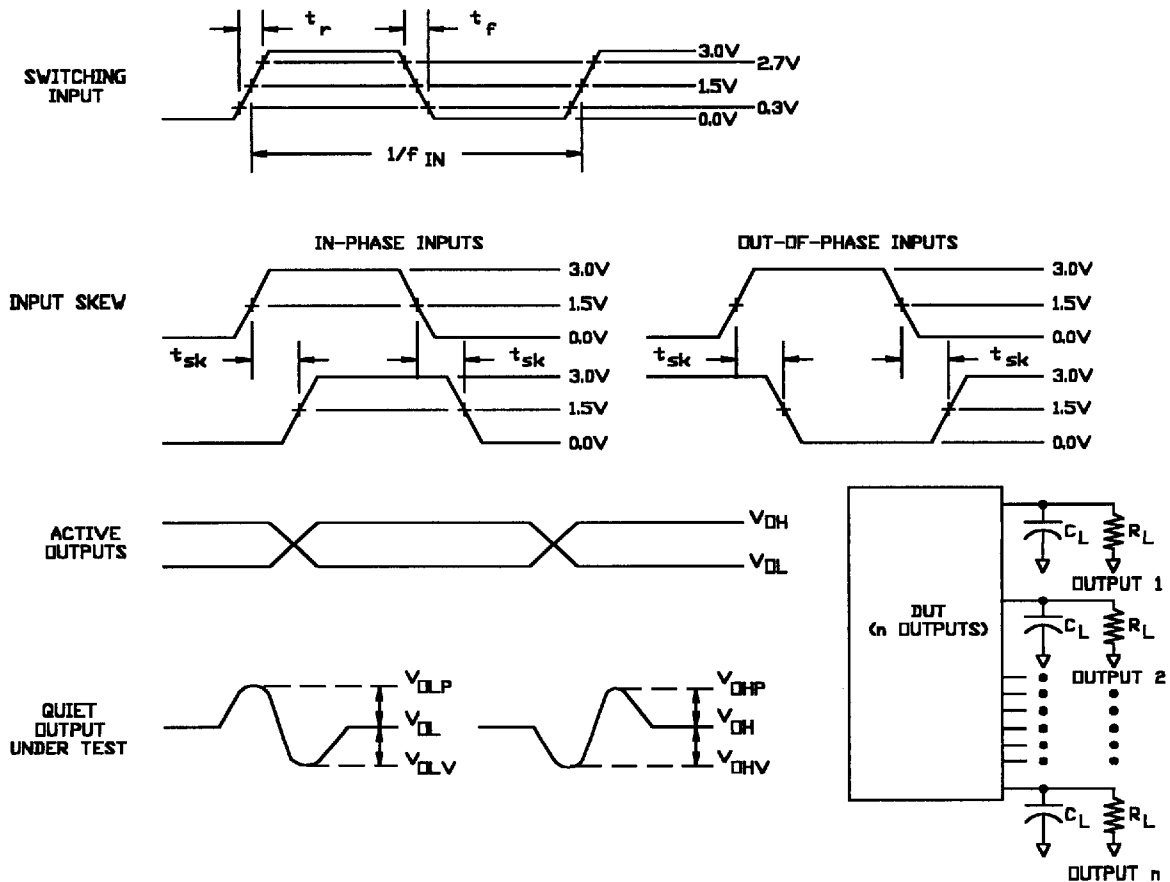 t_r
t_f
SWITCHING
INPUT
3.0V
2.7V
1.5V
0.3V
0.0V
1/f IN
IN-PHASE INPUTS
OUT-OF-PHASE INPUTS
INPUT SKEW
3.0V
1.5V
0.0V
3.0V
1.5V
0.0V
t_sk
t_sk
t_sk
t_sk
3.0V
1.5V
0.0V
3.0V
1.5V
0.0V
ACTIVE
OUTPUTS
V_OH
V_OL
QUIET
OUTPUT
UNDER TEST
V_OLP
V_OL
V_OLV
V_OHP
V_OH
V_OHV
DUT
(n OUTPUTS)
C_L
R_L
OUTPUT 1
C_L
R_L
OUTPUT 2
C_L
R_L
OUTPUT n